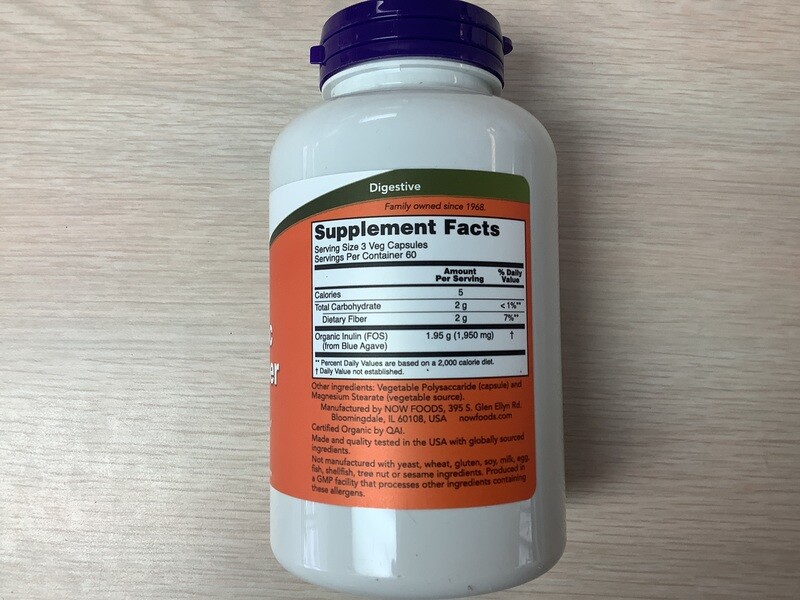 Digestive
Family owned since 1968.
Supplement Facts
Serving Size 3 Veg Capsules
Servings Per Container 60
Amount Per Serving % Daily Value
Calories 5
Total Carbohydrate 2 g <1%**
Dietary Fiber 2 g 7%**
Organic Inulin (FOS) 1.95 g (1,950 mg) †
(from Blue Agave)
** Percent Daily Values are based on a 2,000 calorie diet.
† Daily Value not established.
Other ingredients: Vegetable Polysaccaride (capsule) and
Magnesium Stearate (vegetable source).
Manufactured by NOW FOODS, 395 S. Glen Ellyn Rd.
Bloomingdale, IL 60108, USA nowfoods.com
Certified Organic by QAI.
Made and quality tested in the USA with globally sourced
ingredients.
Not manufactured with yeast, wheat, gluten, soy, milk, egg,
fish, shellfish, tree nut or sesame ingredients. Produced in
a GMP facility that processes other ingredients containing
these allergens.